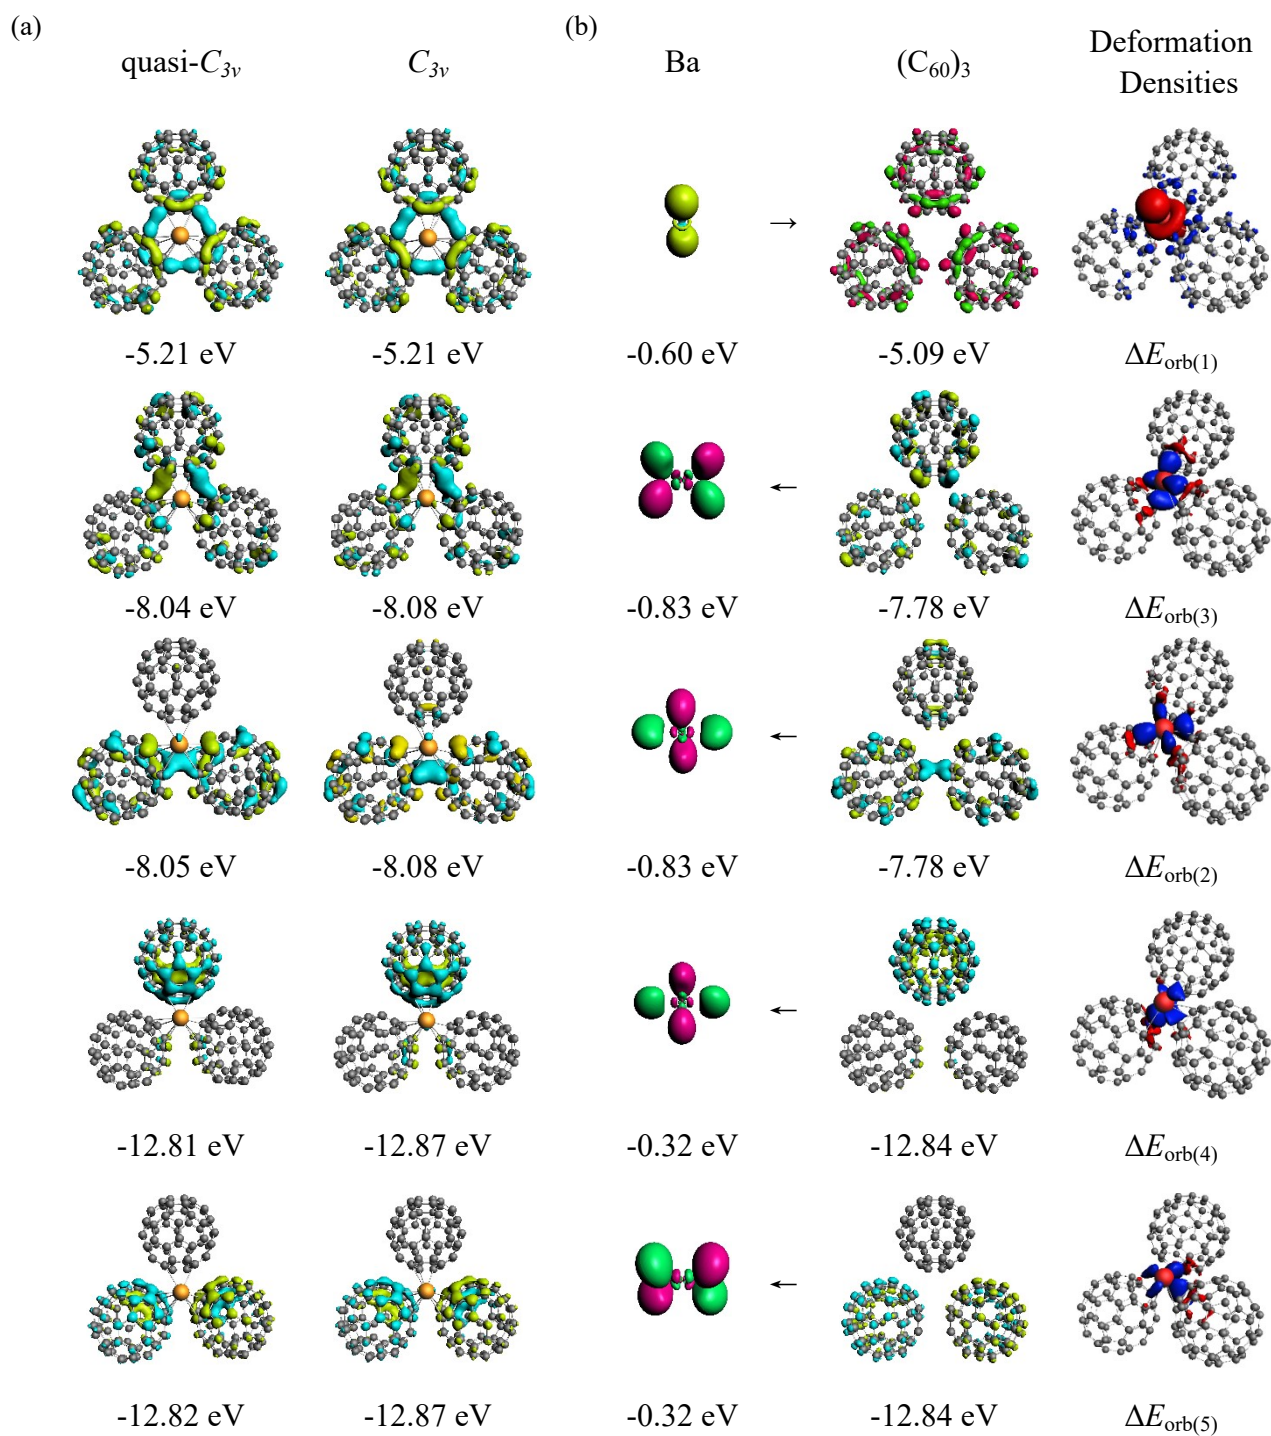 (a)
(b)
quasi-C3v
C3v
Ba
(C60)3
Deformation
Densities
→
-5.21 eV
-5.21 eV
-0.60 eV
-5.09 eV
ΔEorb(1)
←
-8.04 eV
-8.08 eV
-0.83 eV
-7.78 eV
ΔEorb(3)
←
-8.05 eV
-8.08 eV
-0.83 eV
-7.78 eV
ΔEorb(2)
←
-12.81 eV
-12.87 eV
-0.32 eV
-12.84 eV
ΔEorb(4)
←
-12.82 eV
-12.87 eV
-0.32 eV
-12.84 eV
ΔEorb(5)